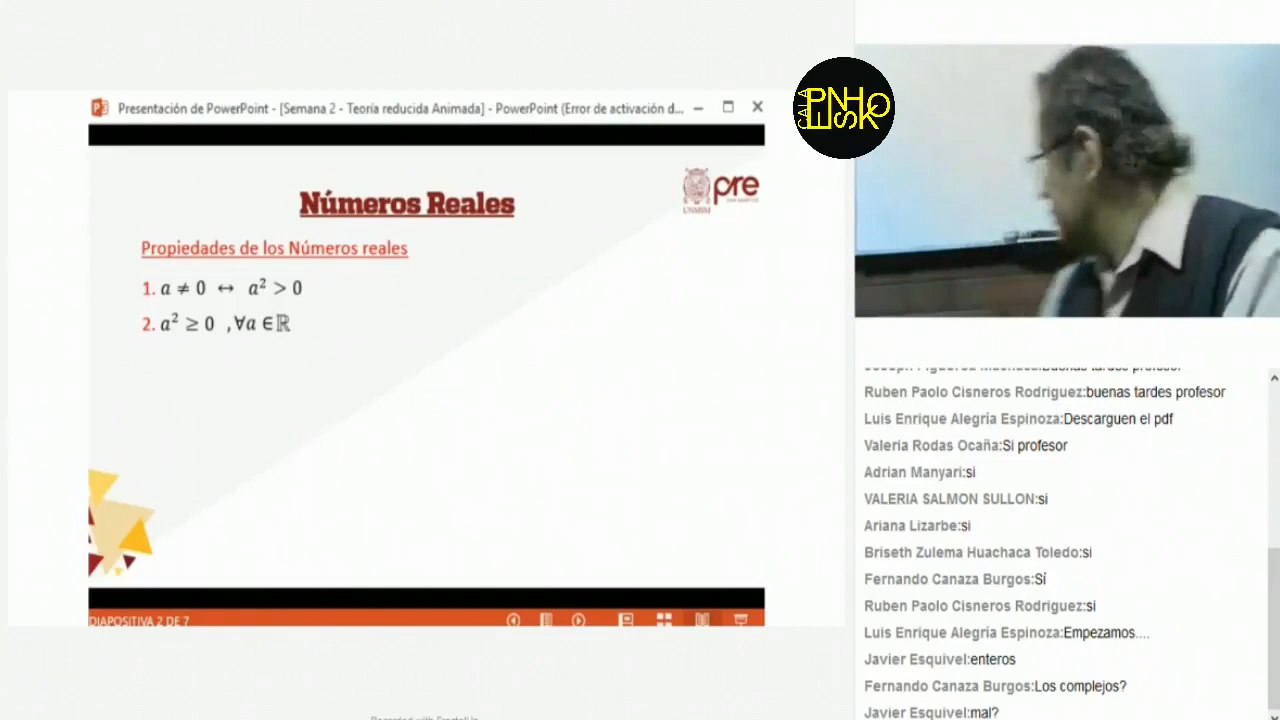 Presentación de PowerPoint - [Semana 2 - Teoría reducida Animada] - PowerPoint (Error de activación d...
CALA
PNHO
ESK
Números Reales
UNMSM
pre
Propiedades de los Números reales
1. a ≠ 0 ↔ a² > 0
2. a² ≥ 0 , ∀a ∈ ℝ
DIAPOSITIVA 2 DE 7
Ruben Paolo Cisneros Rodriguez:buenas tardes profesor
Luis Enrique Alegría Espinoza:Descarguen el pdf
Valeria Rodas Ocaña:Si profesor
Adrian Manyari:si
VALERIA SALMON SULLON:si
Ariana Lizarbe:si
Briseth Zulema Huachaca Toledo:si
Fernando Canaza Burgos:Sí
Ruben Paolo Cisneros Rodriguez:si
Luis Enrique Alegría Espinoza:Empezamos....
Javier Esquivel:enteros
Fernando Canaza Burgos:Los complejos?
Javier Esquivel:mal?